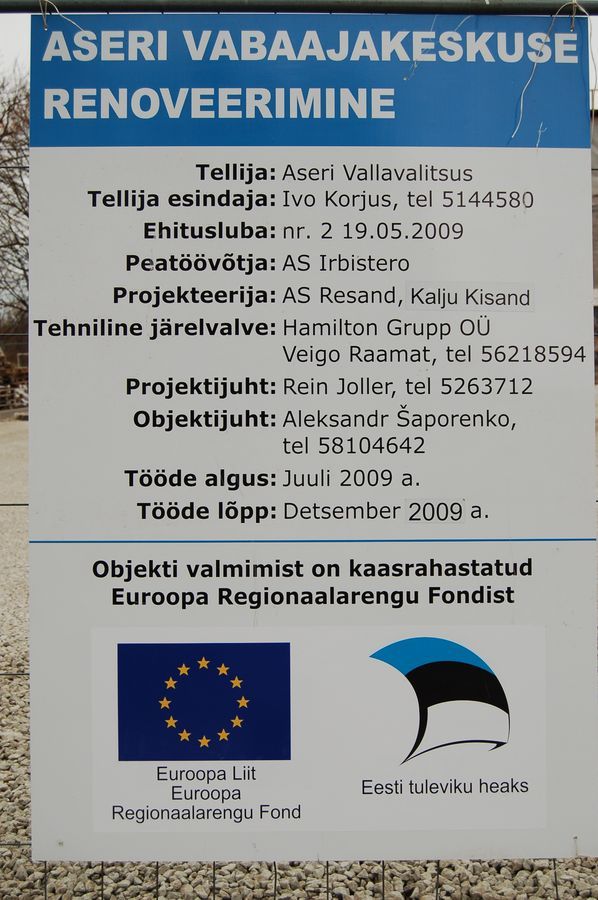 ASERI VABAAJAKESKUSE
RENOVEERIMINE
Tellija: Aseri Vallavalitsus
Tellija esindaja: Ivo Korjus, tel 5144580
Ehitusluba: nr. 2 19.05.2009
Peatöövõtja: AS Irbistero
Projekteerija: AS Resand, Kalju Kisand
Tehniline järelvalve: Hamilton Grupp OÜ
Veigo Raamat, tel 56218594
Projektijuht: Rein Joller, tel 5263712
Objektijuht: Aleksandr Šaporenko,
tel 58104642
Tööde algus: Juuli 2009 a.
Tööde lõpp: Detsember 2009 a.
Objekti valmimist on kaasrahastatud
Euroopa Regionaalarengu Fondist
Euroopa Liit
Euroopa
Regionaalarengu Fond
Eesti tuleviku heaks